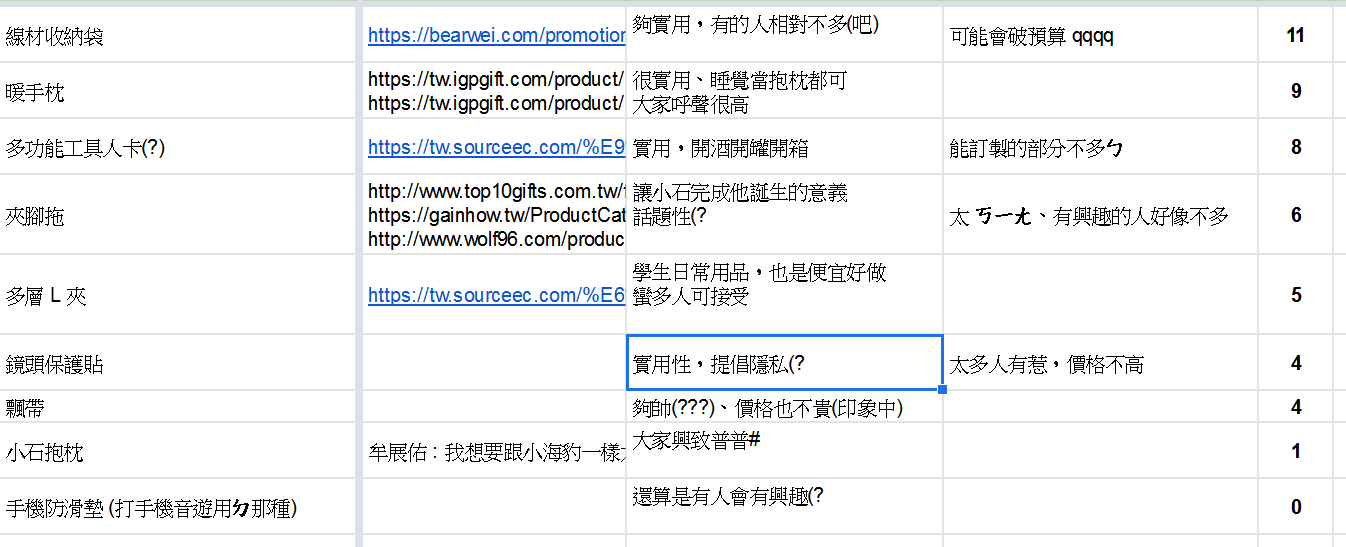 線材收納袋
https://bearwei.com/promotion
夠實用，有的人相對不多(吧)
可能會破預算 qqqq
11
暖手枕
https://tw.igpgift.com/product/
https://tw.igpgift.com/product/
很實用、睡覺當抱枕都可
大家呼聲很高
9
多功能工具人卡(?)
https://tw.sourceec.com/%E9
實用，開酒開罐開箱
能訂製的部分不多ㄅ
8
夾腳拖
http://www.top10gifts.com.tw/
https://gainhow.tw/ProductCat
http://www.wolf96.com/produc
讓小石完成他誕生的意義
話題性(?
太 ㄎㄧㄤ、有興趣的人好像不多
6
多層 L 夾
https://tw.sourceec.com/%E6
學生日常用品，也是便宜好做
蠻多人可接受
5
鏡頭保護貼
實用性，提倡隱私(?
太多人有惹，價格不高
4
飄帶
夠帥(???)、價格也不貴(印象中)
4
小石抱枕
牟展佑：我想要跟小海豹一樣
大家興致普普#
1
手機防滑墊 (打手機音遊用ㄉ那種)
還算是有人會有興趣(?
0